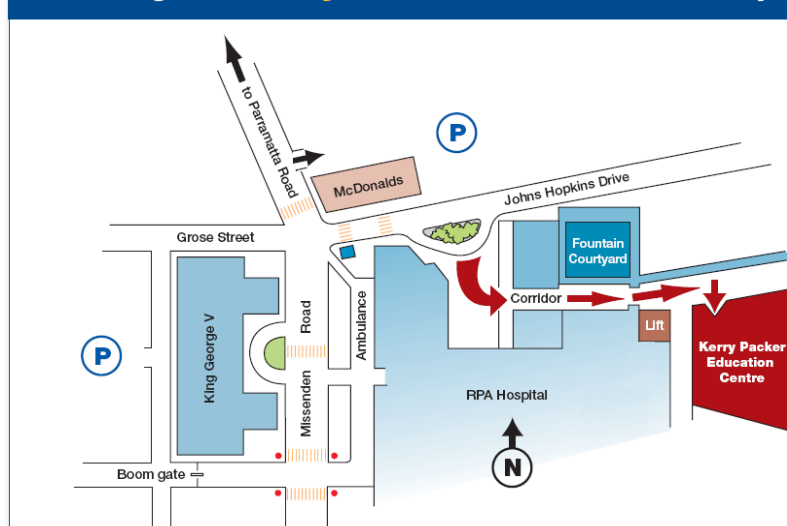 to Parramatta Road
P
McDonalds
Johns Hopkins Drive
Grose Street
Fountain
Courtyard
King George V
Missenden Road
Ambulance
Corridor
Lift
P
Kerry Packer
Education
Centre
RPA Hospital
N
Boom gate